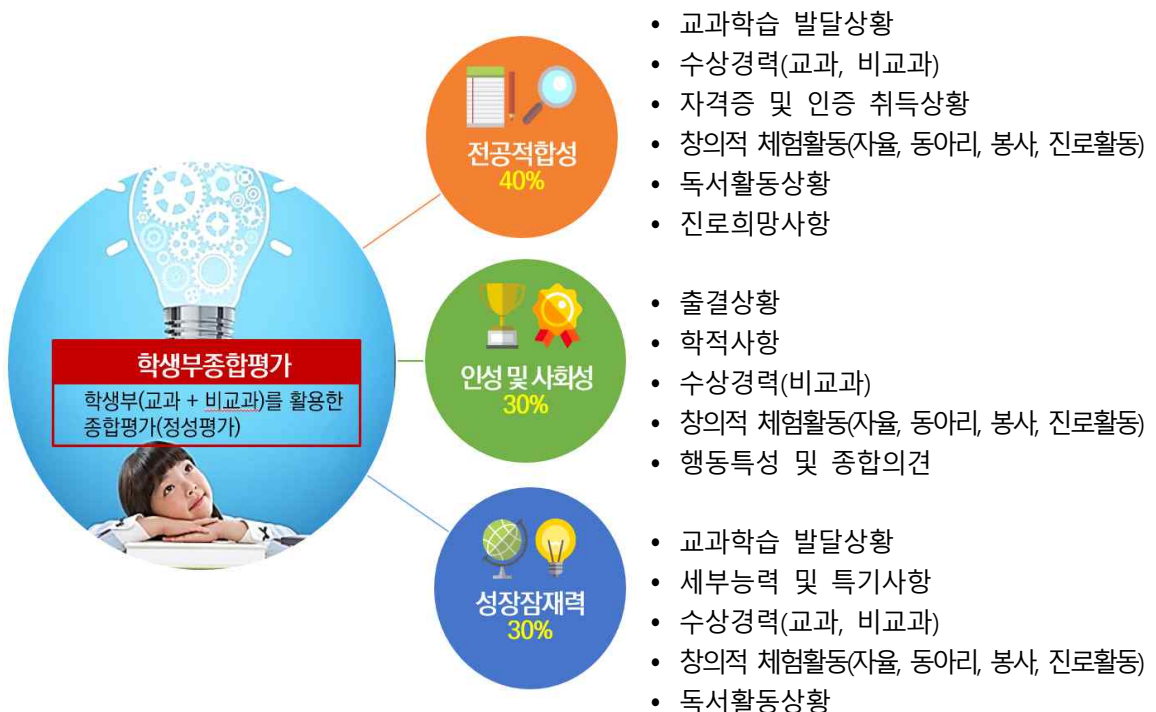 학생부종합평가
학생부(교과 + 비교과)를 활용한
종합평가(정성평가)
전공적합성
40%
• 교과학습 발달상황
• 수상경력(교과, 비교과)
• 자격증 및 인증 취득상황
• 창의적 체험활동(자율, 동아리, 봉사, 진로활동)
• 독서활동상황
• 진로희망사항
인성 및 사회성
30%
• 출결상황
• 학적사항
• 수상경력(비교과)
• 창의적 체험활동(자율, 동아리, 봉사, 진로활동)
• 행동특성 및 종합의견
성장잠재력
30%
• 교과학습 발달상황
• 세부능력 및 특기사항
• 수상경력(교과, 비교과)
• 창의적 체험활동(자율, 동아리, 봉사, 진로활동)
• 독서활동상황